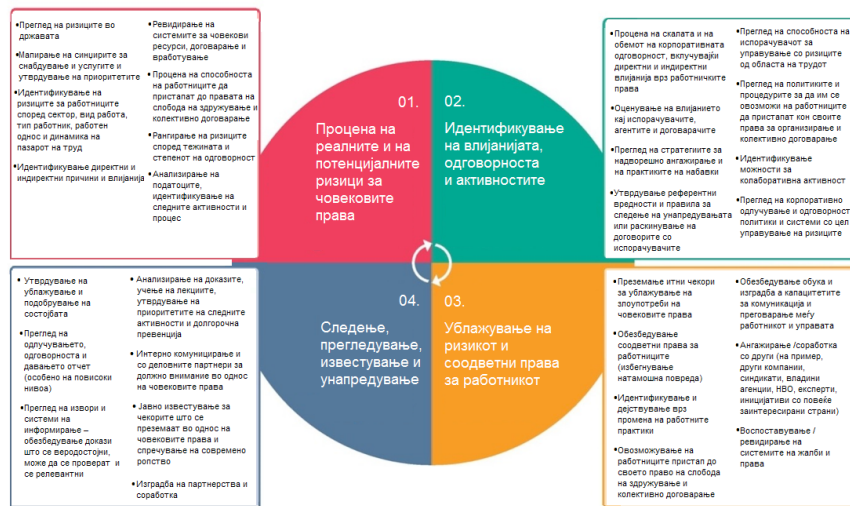 •Преглед на ризиците во
државата
•Мапирање на синџирите за
снабдување и услугите и
утврдување на приоритетите
•Идентификување на
ризиците за работниците
според сектор, вид работа,
тип работник, работен
однос и динамика на
пазарот на труд
•Идентификување директни и
индиректни причини и влијанија
•Ревидирање на
системите за човекови
ресурси, договарање и
вработување
•Процена на способноста
на работниците да
пристапат до правата на
слобода на здружување и
колективно договарање
•Рангирање на ризиците
според тежината и
степенот на одговорност
•Анализирање на
податоците,
идентификување на
следните активности и
процес
01.
Процена на
реалните и на
потенцијалните
ризици за
човековите
права
02.
Идентификување
на влијанијата,
одговорноста
и активностите
•Процена на скалата и на
обемот на корпоративната
одговорност, вклучувајќи
директни и индиректни
влијанија врз работничките
права
•Оценување на влијанието
кај испорачувачите,
агентите и договарачите
•Преглед на стратегиите за
надворешно ангажирање и
на практиките на набавки
•Утврдување референтни
вредности и правила за
следење на унапредувањата
или раскинување на
договорите со
испорачувачите
•Преглед на способноста на
испорачувачот за
управување со ризиците
од областа на трудот
•Преглед на политиките и
процедурите за да им се
овозможи на работниците
да пристапат кон своите
права за организирање и
колективно договарање
•Идентификување
можности за
колаборативна активност
•Преглед на корпоративно
одлучување и одговорност,
политики и системи со цел
управување на ризиците
• Утврдување на
ублажување и
подобрување на
состојбата
• Преглед на
одлучувањето,
одговорноста и
давањето отчет
(особено на повисоки
нивоа)
• Преглед на извори и
системи на
информирање –
обезбедување докази
што се веродостојни,
може да се проверат и
се релевантни
• Анализирање на доказите,
учење на лекциите,
утврдување на
приоритетите на следните
активности и долгорочна
превенција
• Интерно комуницирање и
со деловните партнери за
должно внимание во однос
на човековите права
• Јавно известување за
чекорите што се
преземаат во однос на
човековите права и
спречување на современо
ропство
• Изградба на партнерства и
соработка
04.
Следење,
прегледување,
известување и
унапредување
03.
Ублажување на
ризикот и
соодветни права
за работникот
• Преземање итни чекори
за ублажување на
злоупотреби на
човековите права
• Обезбедување
соодветни права за
работниците
(избегнување
натамошна повреда)
• Идентификување и
дејствување врз
промена на работните
практики
• Овозможување на
работниците пристап до
своето право на слобода
на здружување и
колективно договарање
• Обезбедување обука и
изградба а капацитетите
за комуникација и
преговарање меѓу
работникот и управата
• Ангажирање /соработка
со други (на пример,
други компании,
синдикати, владини
агенции, НВО, експерти,
иницијативи со повеќе
заинтересирани страни)
• Воспоставување /
ревидирање на
системите на жалби и
права